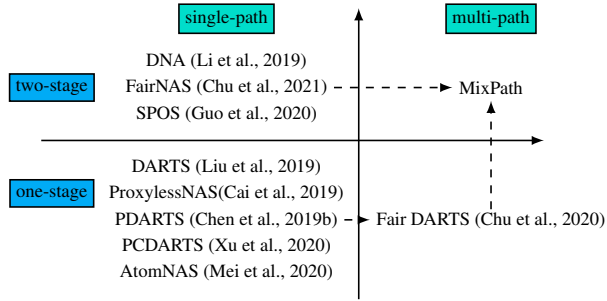 single-path
multi-path
two-stage
DNA (Li et al., 2019)
FairNAS (Chu et al., 2021)
MixPath
SPOS (Guo et al., 2020)
one-stage
DARTS (Liu et al., 2019)
ProxylessNAS(Cai et al., 2019)
PDARTS (Chen et al., 2019b)
Fair DARTS (Chu et al., 2020)
PCDARTS (Xu et al., 2020)
AtomNAS (Mei et al., 2020)